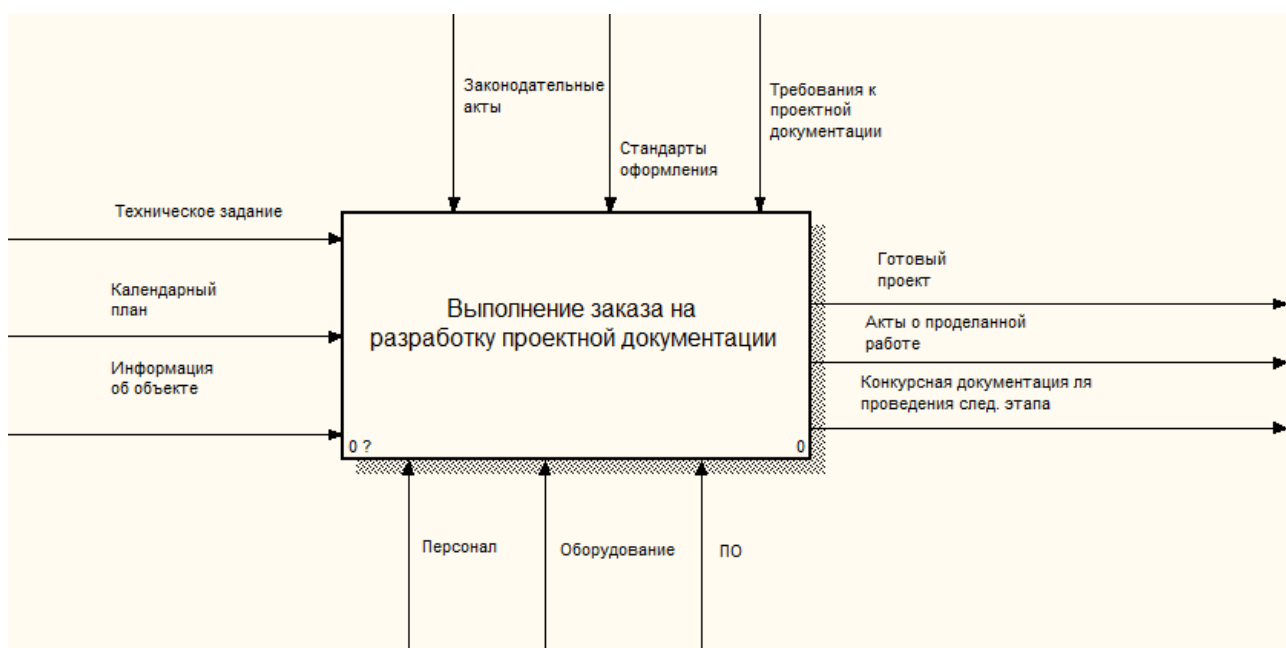 Законодательные
акты
Стандарты
оформления
Требования к
проектной
документации
Техническое задание
Календарный
план
Информация
об объекте
Выполнение заказа на
разработку проектной документации
0 ?
0
Готовый
проект
Акты о проделанной
работе
Конкурсная документация ля
проведения след. этапа
Персонал
Оборудование
ПО